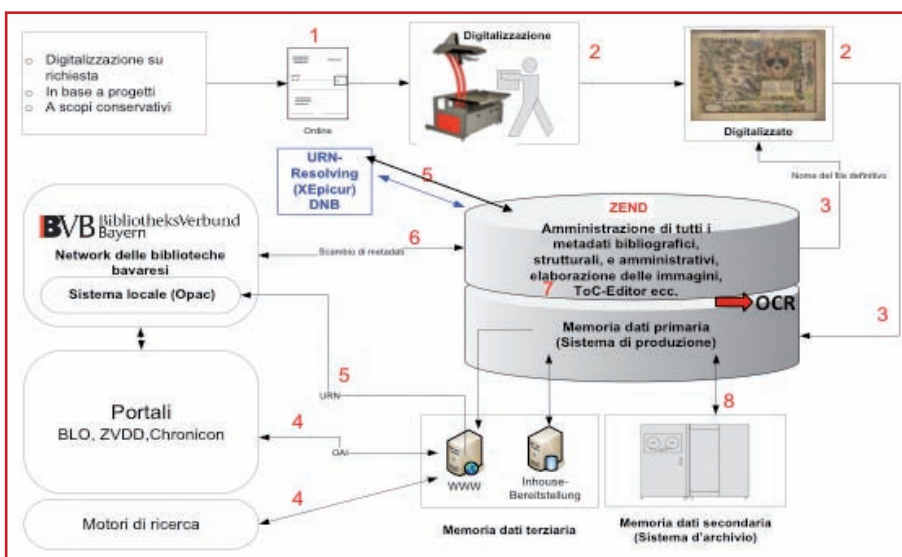 o Digitalizzazione su
richiesta
o In base a progetti
o A scopi conservativi
1
Ordine
Digitalizzazione
2
Digitalizzato
2
URN-
Resolving
(XEpicur)
DNB
5
Nome del file definitivo
3
ZEND
Amministrazione di tutti i
metadati bibliografici,
strutturali, e amministrativi,
elaborazione delle immagini,
ToC-Editor ecc.
7
OCR
Memoria dati primaria
(Sistema di produzione)
3
BVB BibliotheksVerbund
Bayern
Network delle biblioteche
bavaresi
Sistema locale (Opac)
6
Scambio di metadati
5
URN
Portali
BLO, ZVDD,Chronicon
4
OAI
4
Motori di ricerca
WWW
Inhouse-
Bereitstellung
Memoria dati terziaria
8
Memoria dati secondaria
(Sistema d'archivio)